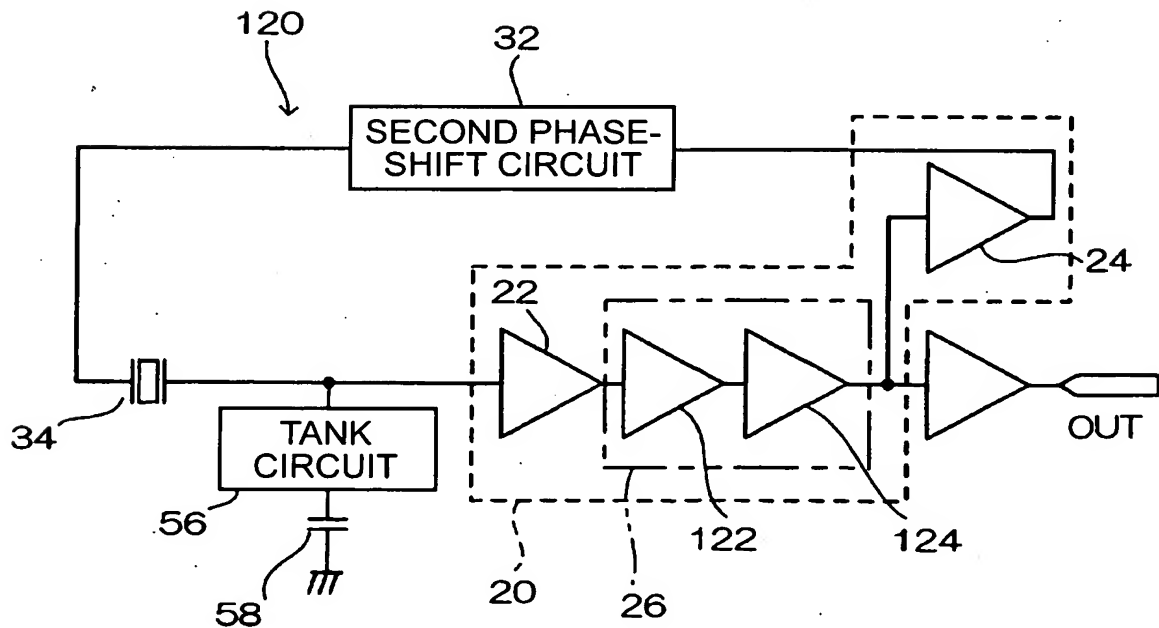 120
32
SECOND PHASE-
SHIFT CIRCUIT
24
22
34
TANK
CIRCUIT
OUT
56
58
20
26
122
124